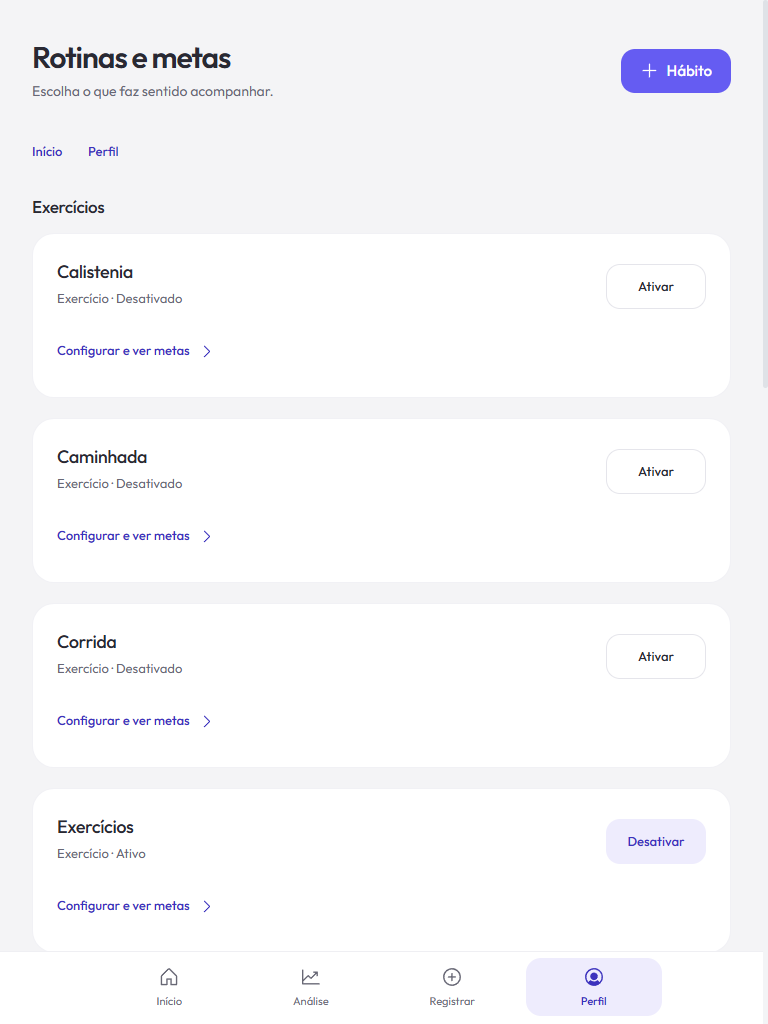 Rotinas e metas
Escolha o que faz sentido acompanhar.
Hábito
Início Perfil
Exercícios
Calistenia
Exercício · Desativado
Ativar
Configurar e ver metas
Caminhada
Exercício · Desativado
Ativar
Configurar e ver metas
Corrida
Exercício · Desativado
Ativar
Configurar e ver metas
Exercícios
Exercício · Ativo
Desativar
Configurar e ver metas
Início Análise Registrar Perfil